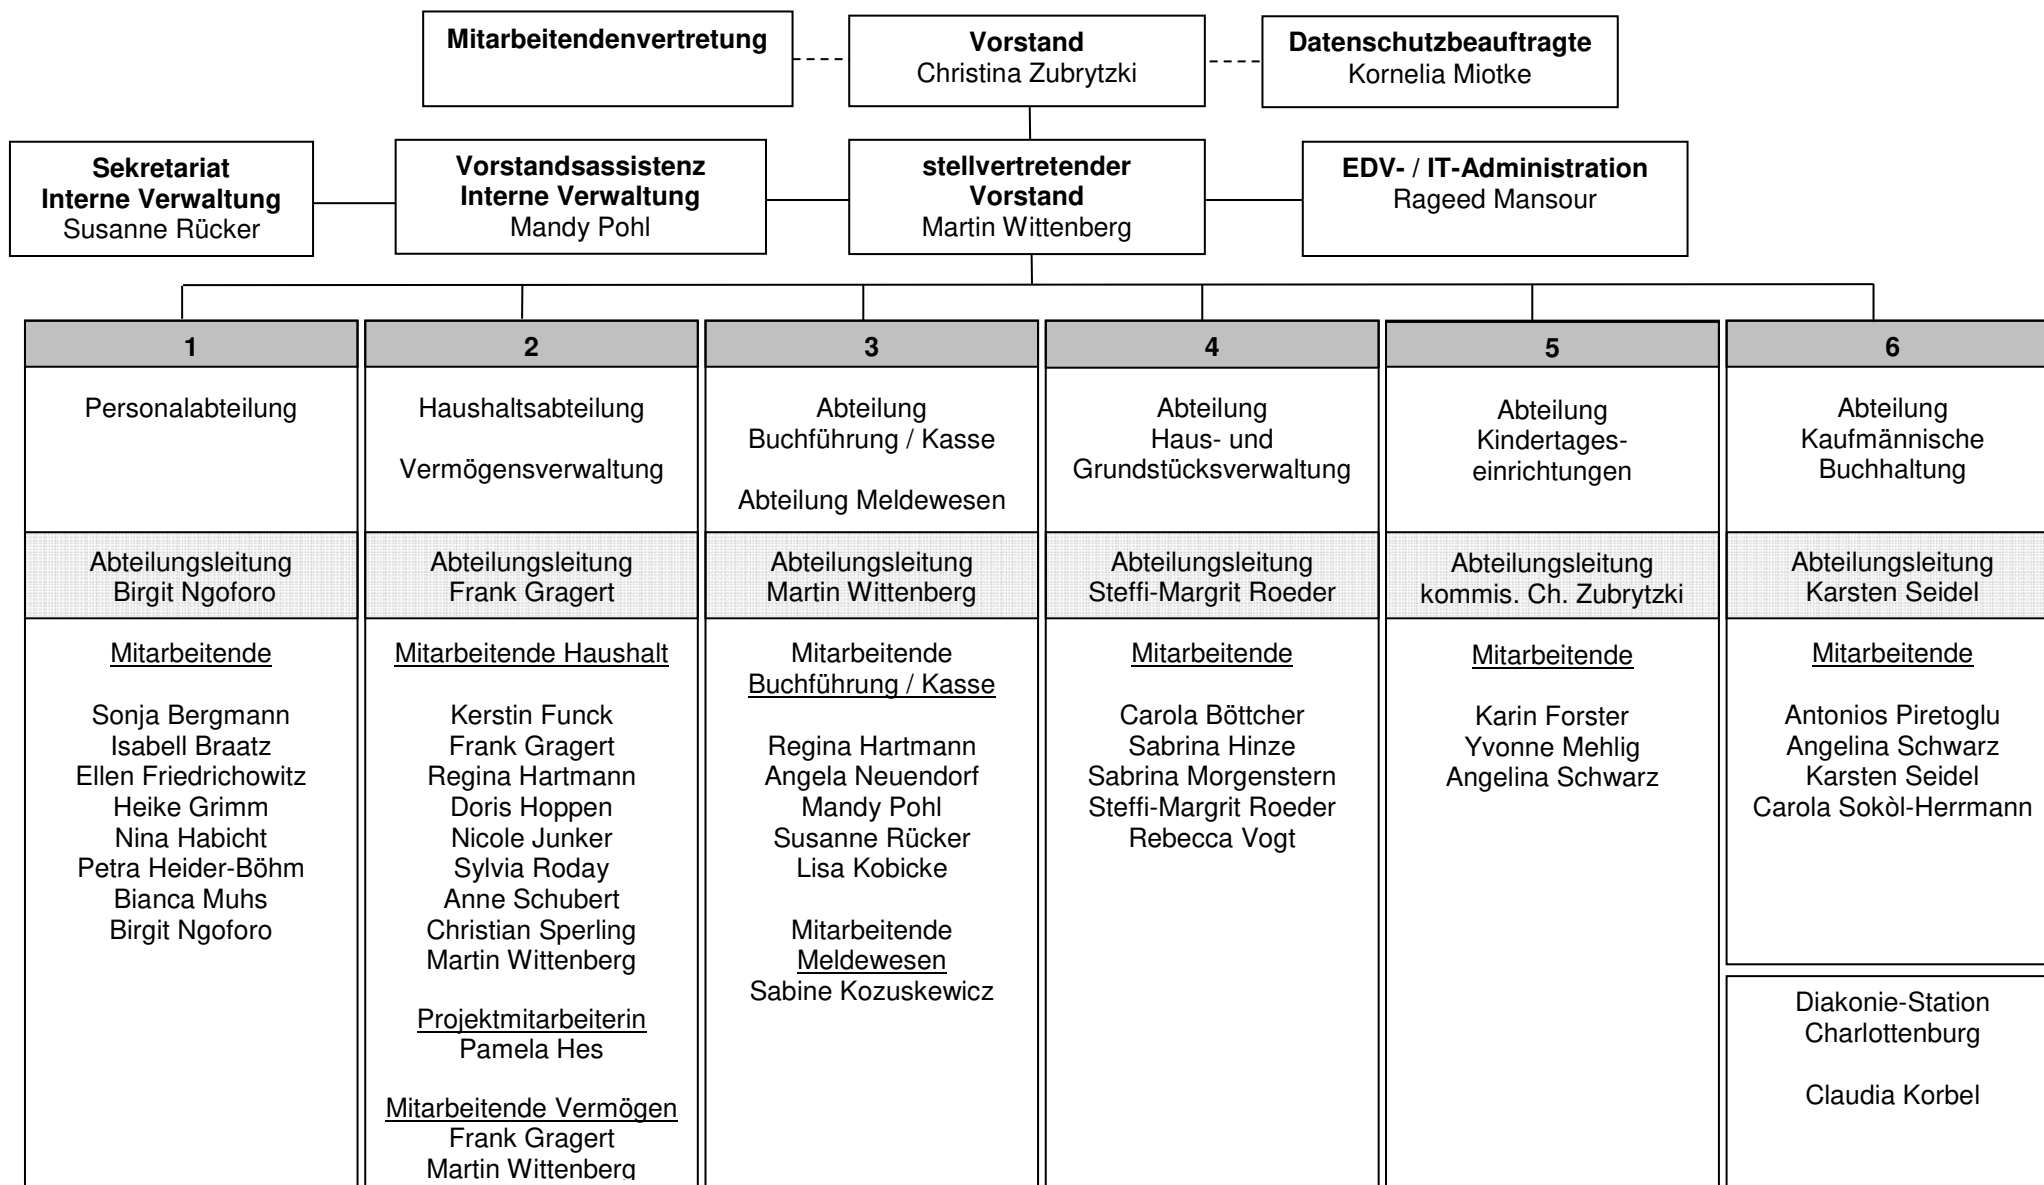 Mitarbeitendenvertretung
Vorstand
Christina Zubrytzki
Datenschutzbeauftragte
Kornelia Miotke
Sekretariat
Interne Verwaltung
Susanne Rücker
Vorstandsassistenz
Interne Verwaltung
Mandy Pohl
stellvertretender
Vorstand
Martin Wittenberg
EDV- / IT-Administration
Rageed Mansour
1
Personalabteilung
Abteilungsleitung
Birgit Ngoforo
Mitarbeitende
Sonja Bergmann
Isabell Braatz
Ellen Friedrichowitz
Heike Grimm
Nina Habicht
Petra Heider-Böhm
Bianca Muhs
Birgit Ngoforo
2
Haushaltsabteilung
Vermögensverwaltung
Abteilungsleitung
Frank Gragert
Mitarbeitende Haushalt
Kerstin Funck
Frank Gragert
Regina Hartmann
Doris Hoppen
Nicole Junker
Sylvia Roday
Anne Schubert
Christian Sperling
Martin Wittenberg
Projektmitarbeiterin
Pamela Hes
Mitarbeitende Vermögen
Frank Gragert
Martin Wittenberg
3
Abteilung
Buchführung / Kasse
Abteilung Meldewesen
Abteilungsleitung
Martin Wittenberg
Mitarbeitende
Buchführung / Kasse
Regina Hartmann
Angela Neuendorf
Mandy Pohl
Susanne Rücker
Lisa Kobicke
Mitarbeitende
Meldewesen
Sabine Kozuskewicz
4
Abteilung
Haus- und
Grundstücksverwaltung
Abteilungsleitung
Steffi-Margrit Roeder
Mitarbeitende
Carola Böttcher
Sabrina Hinze
Sabrina Morgenstern
Steffi-Margrit Roeder
Rebecca Vogt
5
Abteilung
Kindertages-
einrichtungen
Abteilungsleitung
kommis. Ch. Zubrytzki
Mitarbeitende
Karin Forster
Yvonne Mehlig
Angelina Schwarz
6
Abteilung
Kaufmännische
Buchhaltung
Abteilungsleitung
Karsten Seidel
Mitarbeitende
Antonios Piretoglu
Angelina Schwarz
Karsten Seidel
Carola Sokòl-Herrmann
Diakonie-Station
Charlottenburg
Claudia Korbel